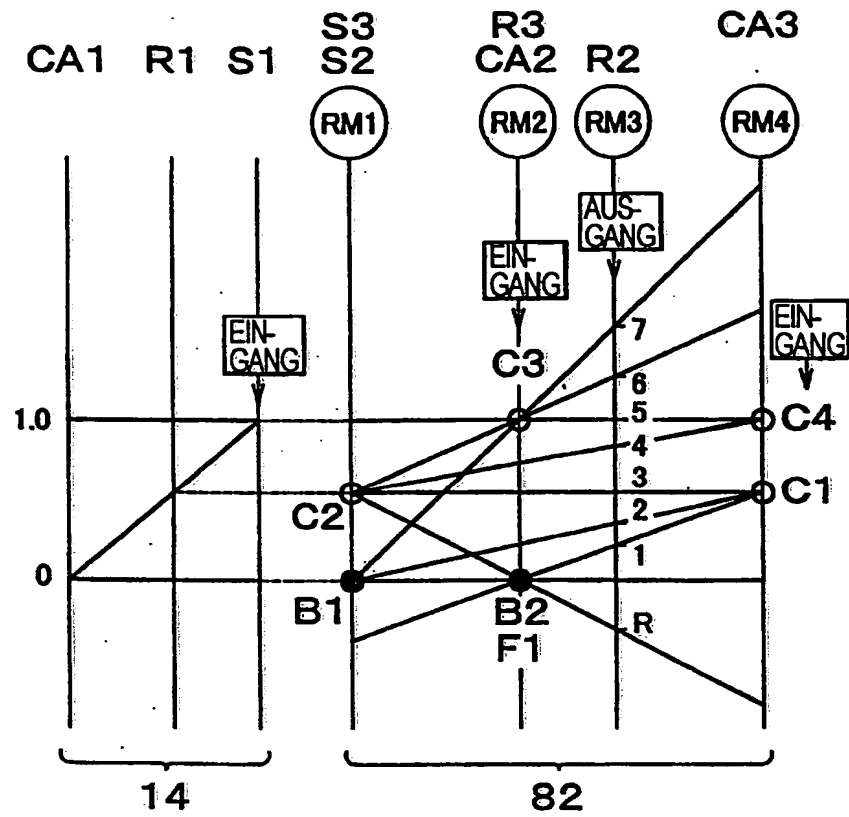 S3 R3 CA3
CA1 R1 S1 S2 CA2 R2
RM1 RM2 RM3 RM4
AUS-
GANG
EIN-
GANG
EIN-
GANG
EIN-
GANG
7
C3
6
1.0
5
C4
4
3
C1
C2
2
1
0
B1
B2
R
F1
14
82